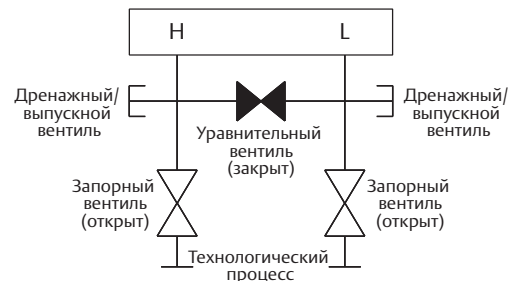 H
L
Дренажный/
выпускной
вентиль
Уравнительный
вентиль
(закрыт)
Дренажный/
выпускной
вентиль
Запорный
вентиль
(открыт)
Запорный
вентиль
(открыт)
Технологический
процесс